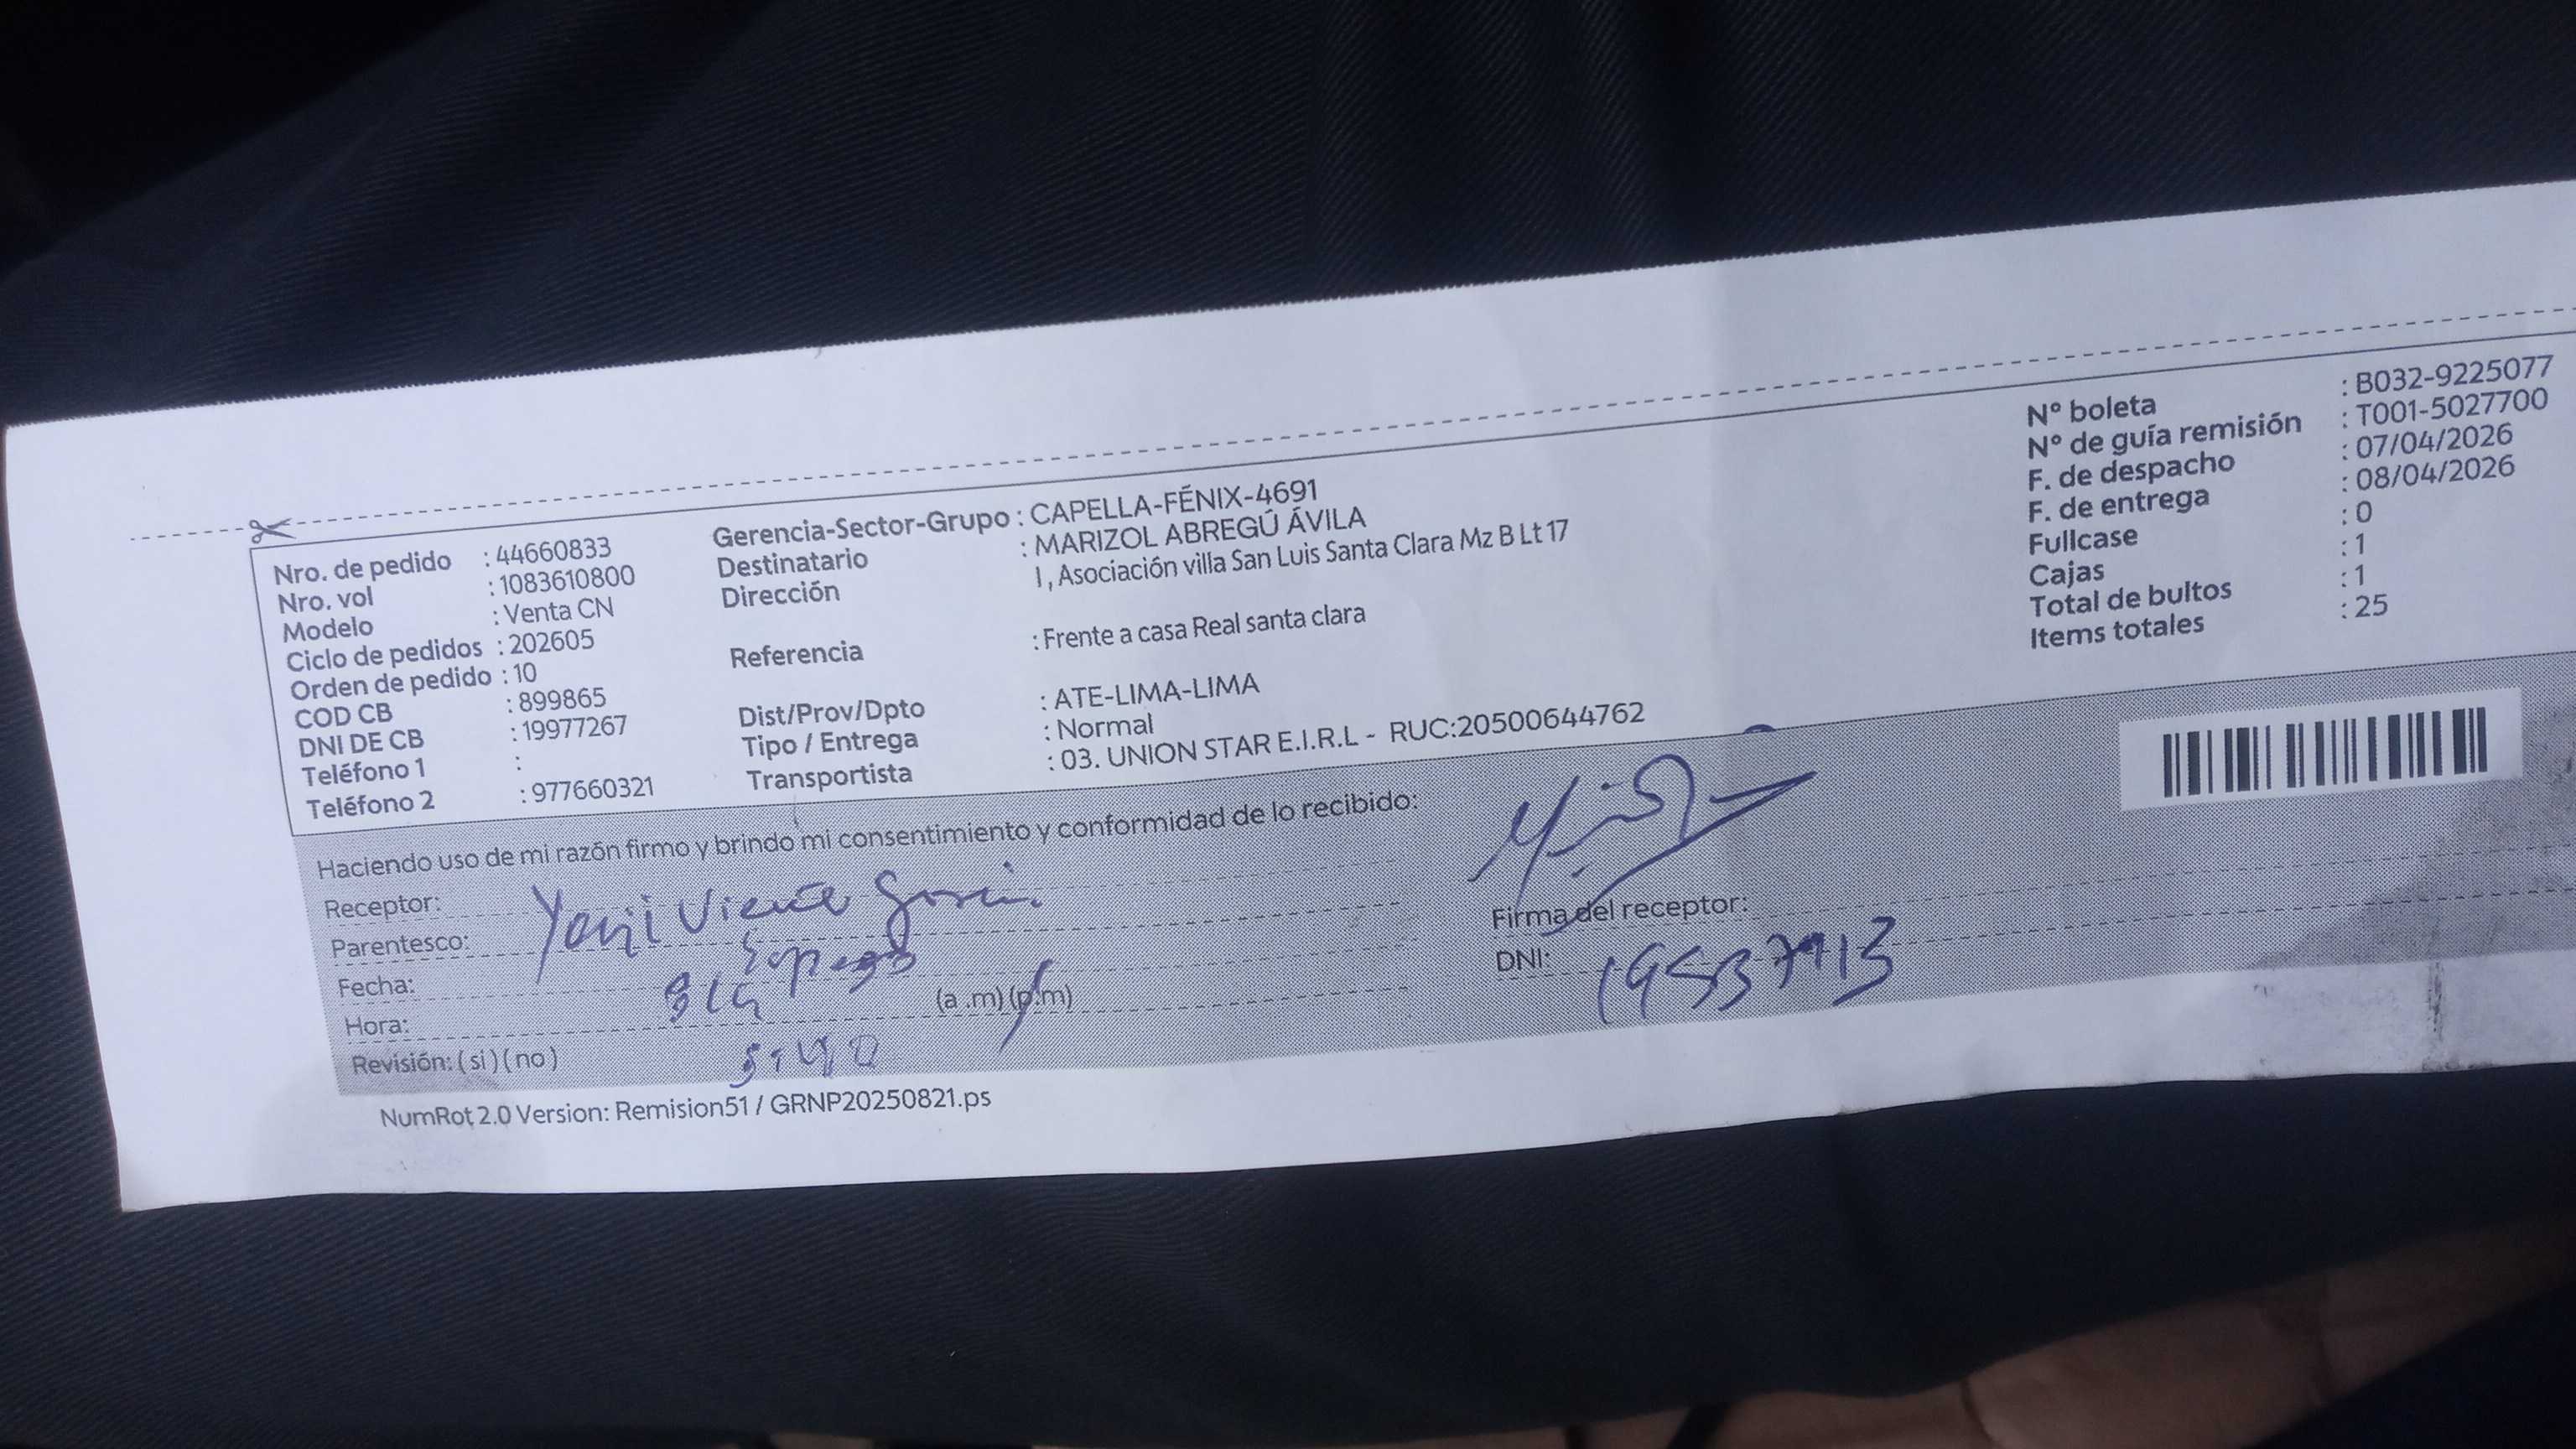 Nro. de pedido : 44660833
Nro. vol : 1083610800
Modelo : Venta CN
Ciclo de pedidos : 202605
Orden de pedido : 10
COD CB : 899865
DNI DE CB : 19977267
Teléfono 1 :
Teléfono 2 : 977660321
Gerencia-Sector-Grupo : CAPELLA-FÉNIX-4691
Destinatario : MARIZOL ABREGÚ ÁVILA
Dirección I , Asociación villa San Luis Santa Clara Mz B Lt 17
Referencia : Frente a casa Real santa clara
Dist/Prov/Dpto : ATE-LIMA-LIMA
Tipo / Entrega : Normal
Transportista : 03. UNION STAR E.I.R.L - RUC:20500644762
Nº boleta : B032-9225077
Nº de guía remisión : T001-5027700
F. de despacho : 07/04/2026
F. de entrega : 08/04/2026
Fullcase : 0
Cajas : 1
Total de bultos : 1
Items totales : 25
Haciendo uso de mi razón firmo y brindo mi consentimiento y conformidad de lo recibido:
Receptor:
Parentesco:
Fecha:
Hora: (a .m) (p.m)
Revisión: ( si ) ( no )
Firma del receptor:
DNI:
NumRot 2.0 Version: Remision51 / GRNP20250821.ps